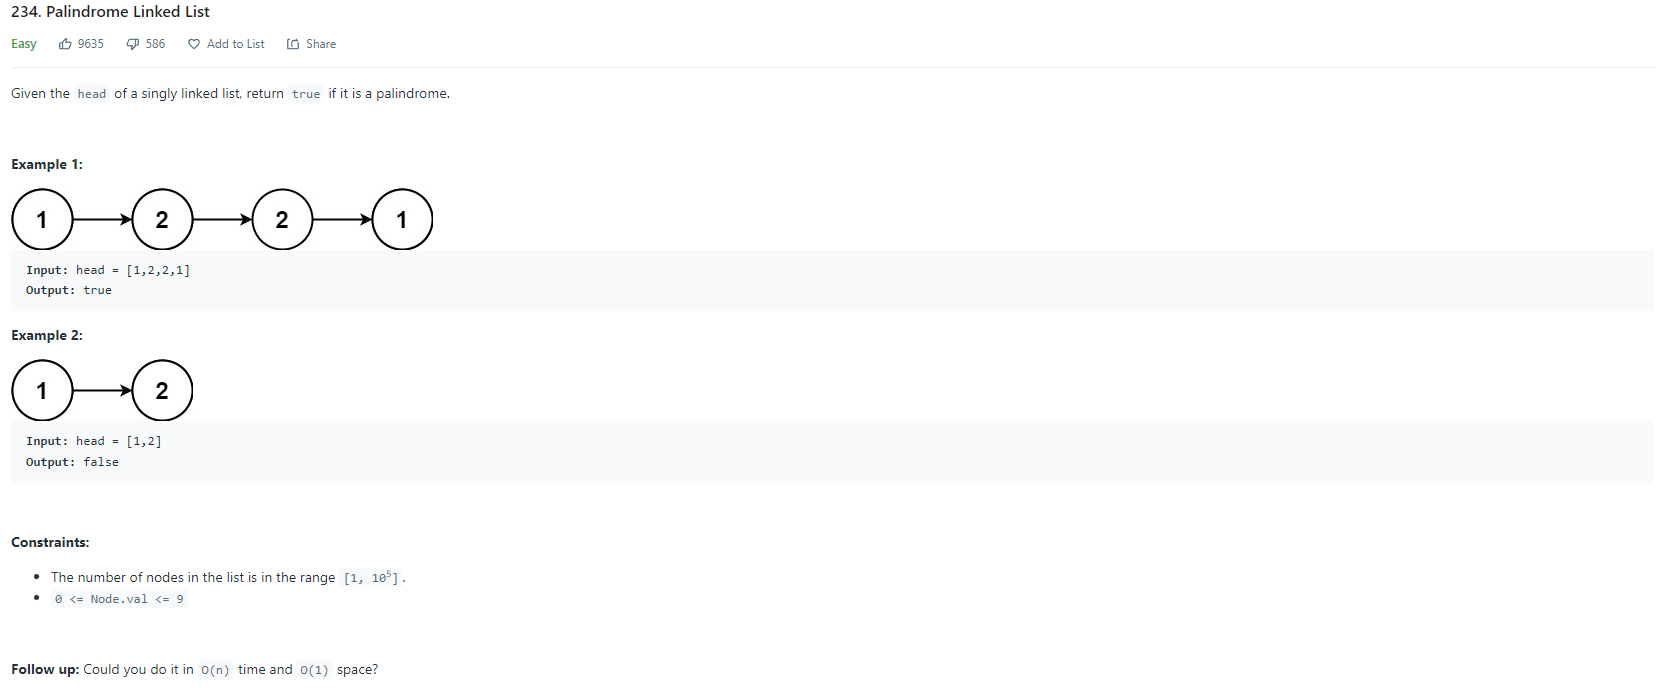 234. Palindrome Linked List
Easy 9635 586 Add to List Share
Given the head of a singly linked list, return true if it is a palindrome.
Example 1:
1 2 2 1
Input: head = [1,2,2,1]
Output: true
Example 2:
1 2
Input: head = [1,2]
Output: false
Constraints:
• The number of nodes in the list is in the range [1, 10⁵].
• 0 <= Node.val <= 9
Follow up: Could you do it in O(n) time and O(1) space?